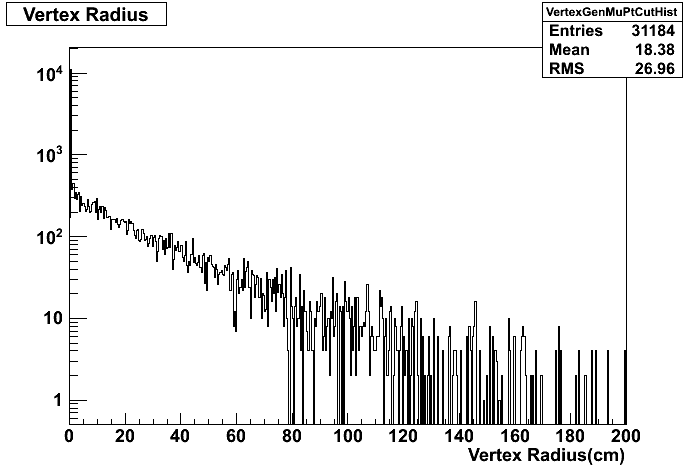 Vertex Radius
VertexGenMuPtCutHist
Entries 31184
Mean 18.38
RMS 26.96
10⁴
10³
10²
10
1
0 20 40 60 80 100 120 140 160 180 200
Vertex Radius(cm)